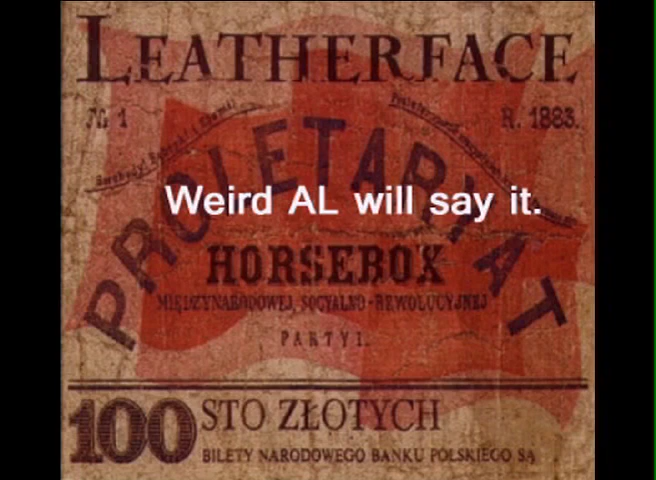 LEATHERFACE
№ 1
R. 1883.
PROLETARYAT
Weird AL will say it.
HORSEBOX
MIĘDZYNARODOWEJ, SOCYALNO-REWOLUCYJNEJ
PARTYI.
100 STO ZŁOTYCH
BILETY NARODOWEGO BANKU POLSKIEGO SĄ